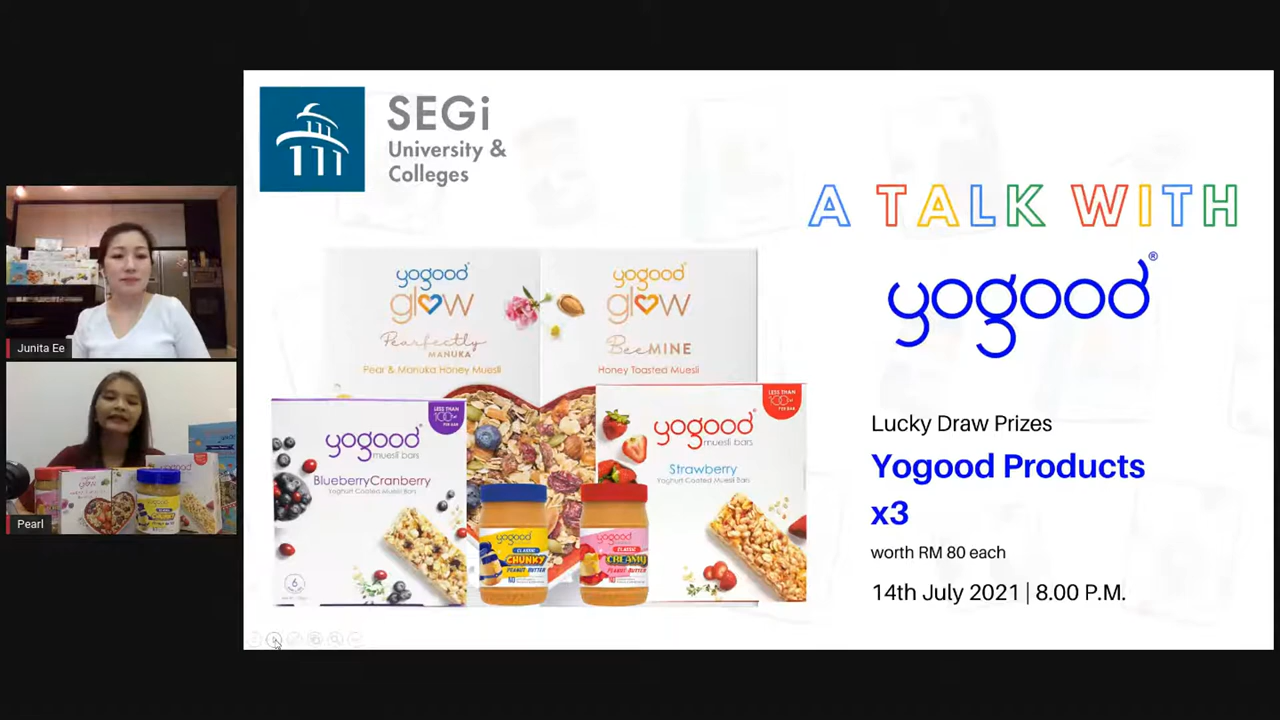 SEGi
University &
Colleges
A TALK WITH
yogood®
Lucky Draw Prizes
Yogood Products
x3
worth RM 80 each
14th July 2021 | 8.00 P.M.
yogood
glow
Pearfectly
MANUKA
Pear & Manuka Honey Muesli
yogood
glow
BeeMINE
Honey Toasted Muesli
LESS THAN
100
PER BAR
yogood
muesli bars
BlueberryCranberry
Yoghurt Coated Muesli Bars
6
LESS THAN
100
PER BAR
yogood
muesli bars
Strawberry
Yoghurt Coated Muesli Bars
yogood
CLASSIC
CHUNKY
PEANUT BUTTER
NO
yogood
CLASSIC
CREAMY
PEANUT BUTTER
NO
Junita Ee
Pearl